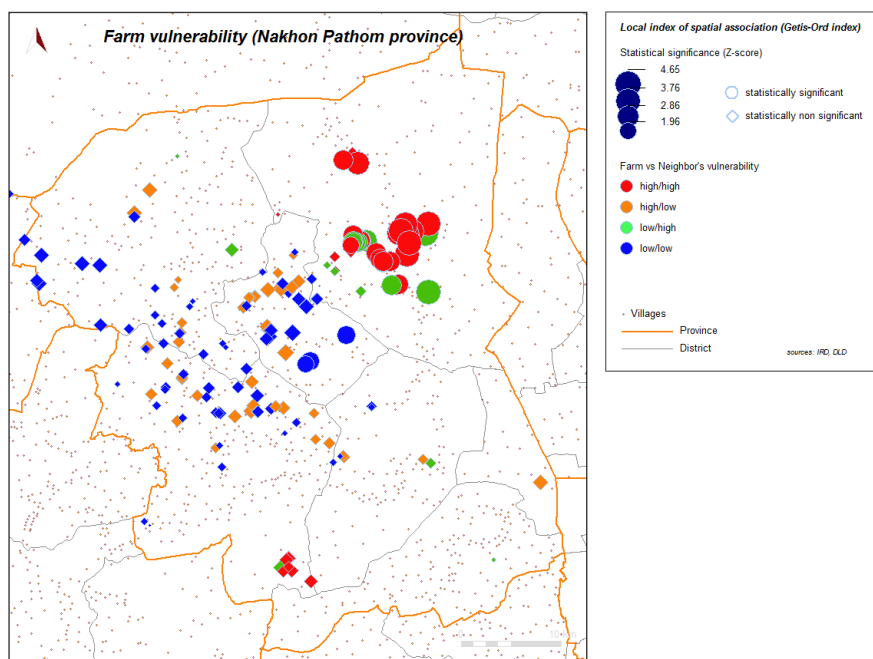 Farm vulnerability (Nakhon Pathom province)
Local index of spatial association (Getis-Ord index)
Statistical significance (Z-score)
4.65
3.76
2.86
1.96
statistically significant
statistically non significant
Farm vs Neighbor's vulnerability
high/high
high/low
low/high
low/low
Villages
Province
District
sources: IRD, DLD